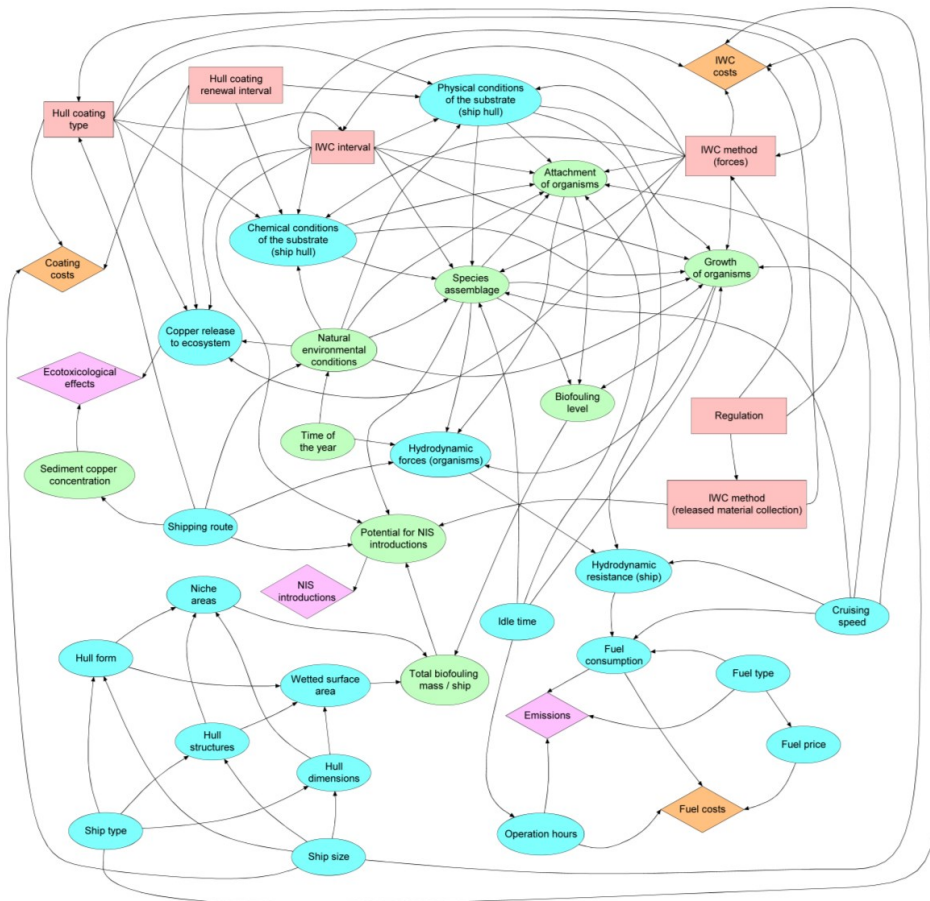 IWC
costs
Hull coating
renewal interval
Physical conditions
of the substrate
(ship hull)
Hull coating
type
IWC interval
IWC method
(forces)
Attachment
of organisms
Chemical conditions
of the substrate
(ship hull)
Coating
costs
Growth
of organisms
Species
assemblage
Copper release
to ecosystem
Natural
environmental
conditions
Ecotoxicological
effects
Biofouling
level
Regulation
Time of
the year
Hydrodynamic
forces (organisms)
Sediment copper
concentration
IWC method
(released material collection)
Shipping route
Potential for NIS
introductions
Hydrodynamic
resistance (ship)
Niche
areas
NIS
introductions
Idle time
Cruising
speed
Hull form
Fuel
consumption
Wetted surface
area
Total biofouling
mass / ship
Fuel type
Emissions
Hull
structures
Fuel price
Hull
dimensions
Fuel costs
Ship type
Operation hours
Ship size